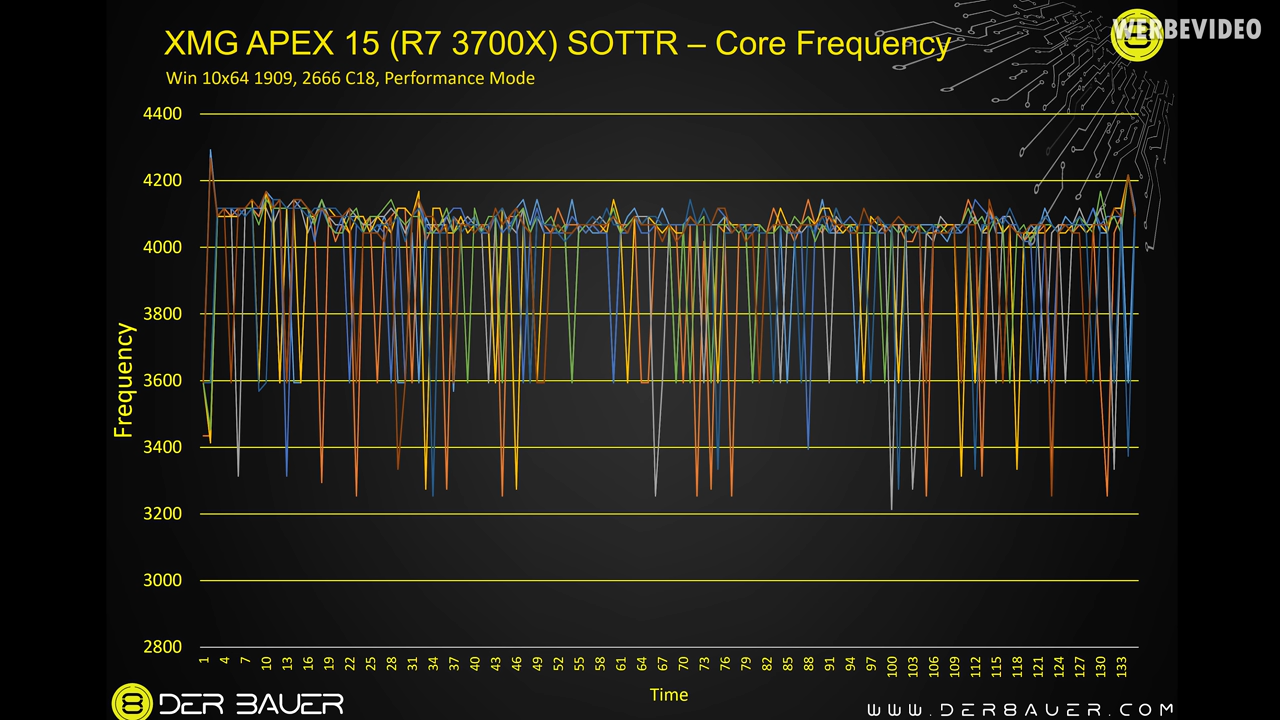 WERBEVIDEO
XMG APEX 15 (R7 3700X) SOTTR – Core Frequency
Win 10x64 1909, 2666 C18, Performance Mode
4400
4200
4000
3800
3600
3400
3200
3000
2800
Frequency
1 4 7 10 13 16 19 22 25 28 31 34 37 40 43 46 49 52 55 58 61 64 67 70 73 76 79 82 85 88 91 94 97 100 103 106 109 112 115 118 121 124 127 130 133
Time
DER BAUER
WWW.DER8AUER.COM